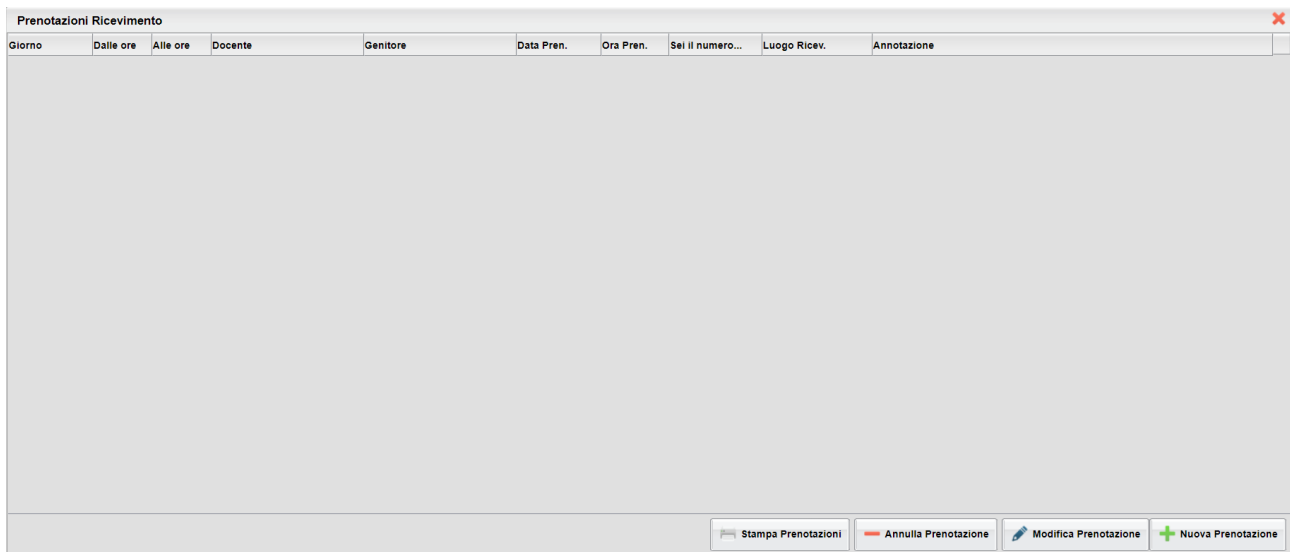 Prenotazioni Ricevimento
Giorno Dalle ore Alle ore Docente Genitore Data Pren. Ora Pren. Sei il numero... Luogo Ricev. Annotazione
Stampa Prenotazioni Annulla Prenotazione Modifica Prenotazione Nuova Prenotazione